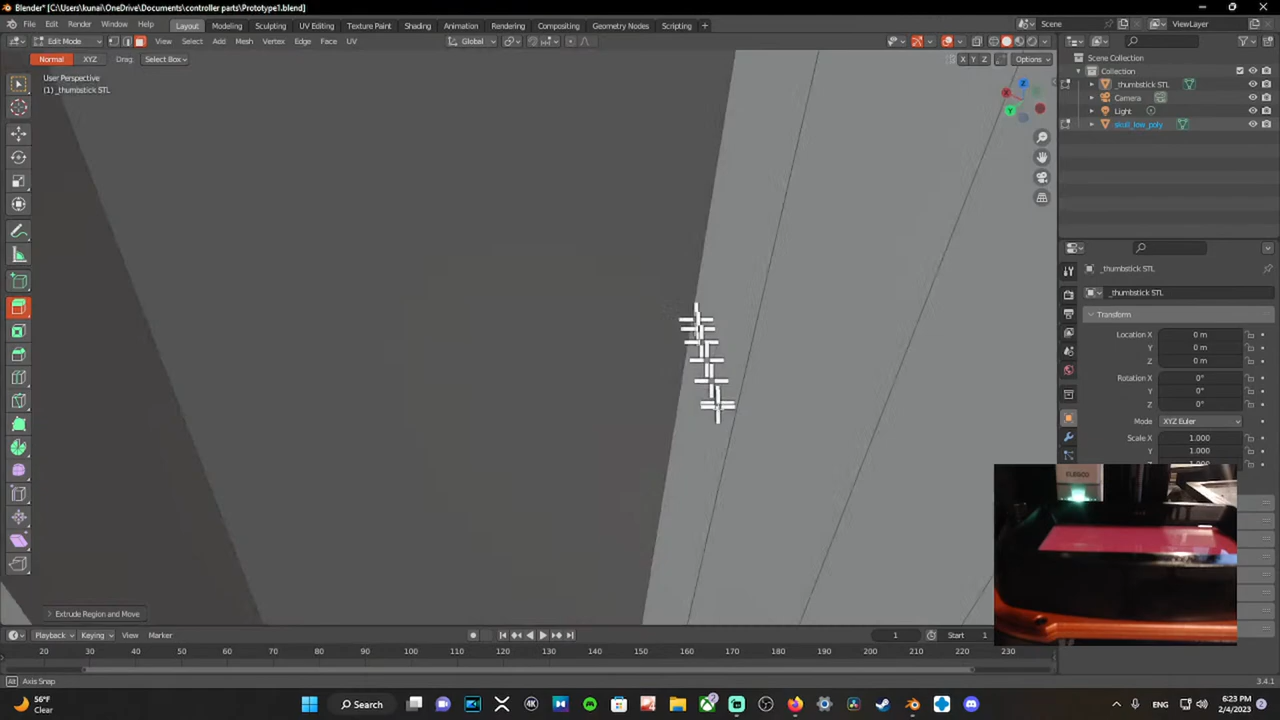 Blender* [C:\Users\kunai\OneDrive\Documents\controller parts\Prototype1.blend]
File Edit Render Window Help Layout Modeling Sculpting UV Editing Texture Paint Shading Animation Rendering Compositing Geometry Nodes Scripting + Scene ViewLayer
Edit Mode View Select Add Mesh Vertex Edge Face UV Global
Normal XYZ Drag: Select Box X Y Z Options
User Perspective
(1) _thumbstick STL
Z
X
Y
Scene Collection
Collection
_thumbstick STL
Camera
Light
skull_low_poly
_thumbstick STL
_thumbstick STL
Transform
Location X 0 m
Y 0 m
Z 0 m
Rotation X 0°
Y 0°
Z 0°
Mode XYZ Euler
Scale X 1.000
Y 1.000
ELEGOO
Extrude Region and Move
Playback Keying View Marker 1 Start 1
20 30 40 50 60 70 80 90 100 110 120 130 140 150 160 170 180 190 200 210 220 230
Alt Axis Snap 3.4.1
56°F
Clear
Search
ENG
6:23 PM
2/4/2023